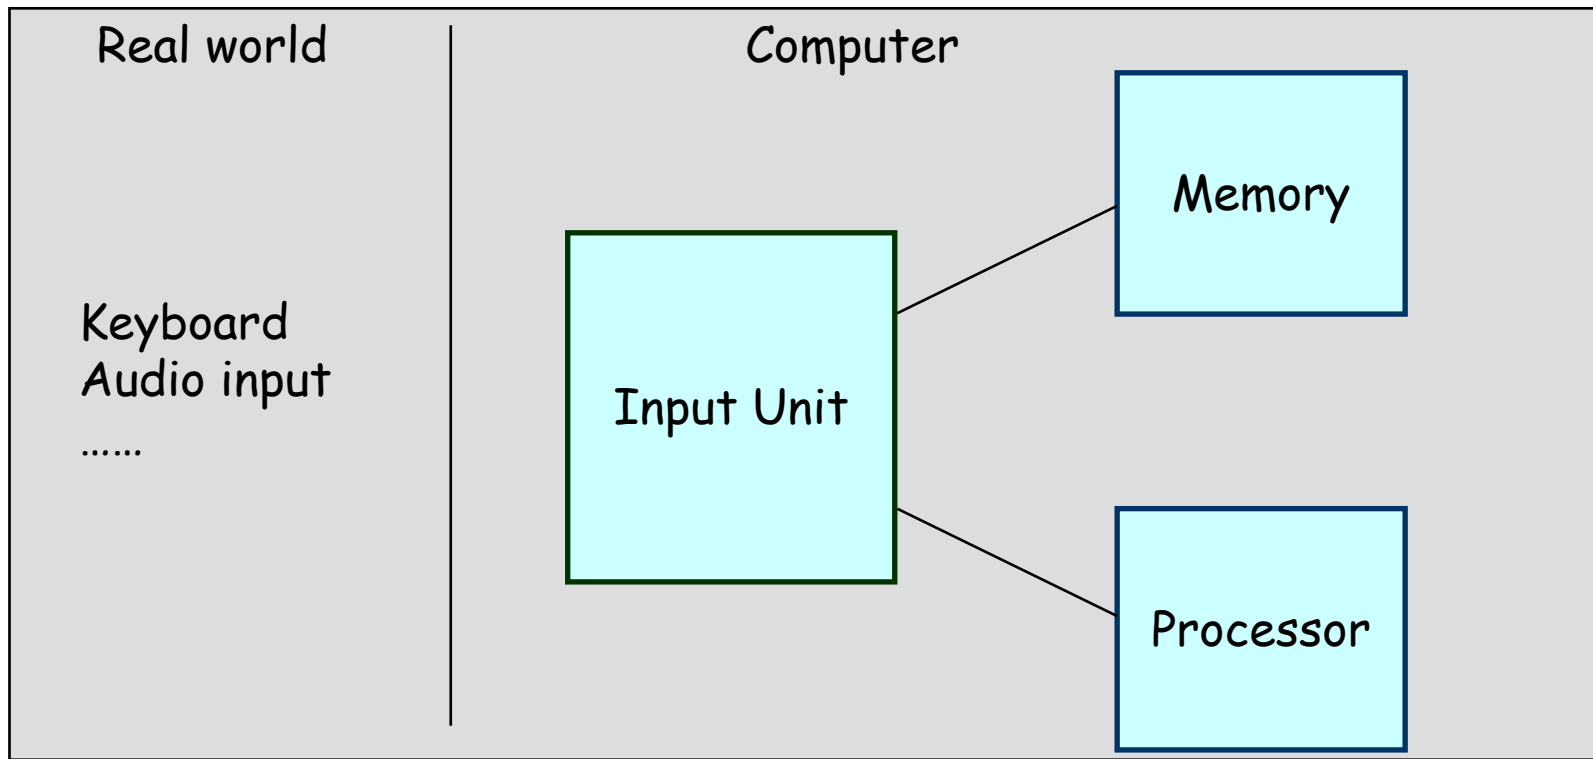 Real world
Computer
Memory
Keyboard
Audio input
Input Unit
……
Processor